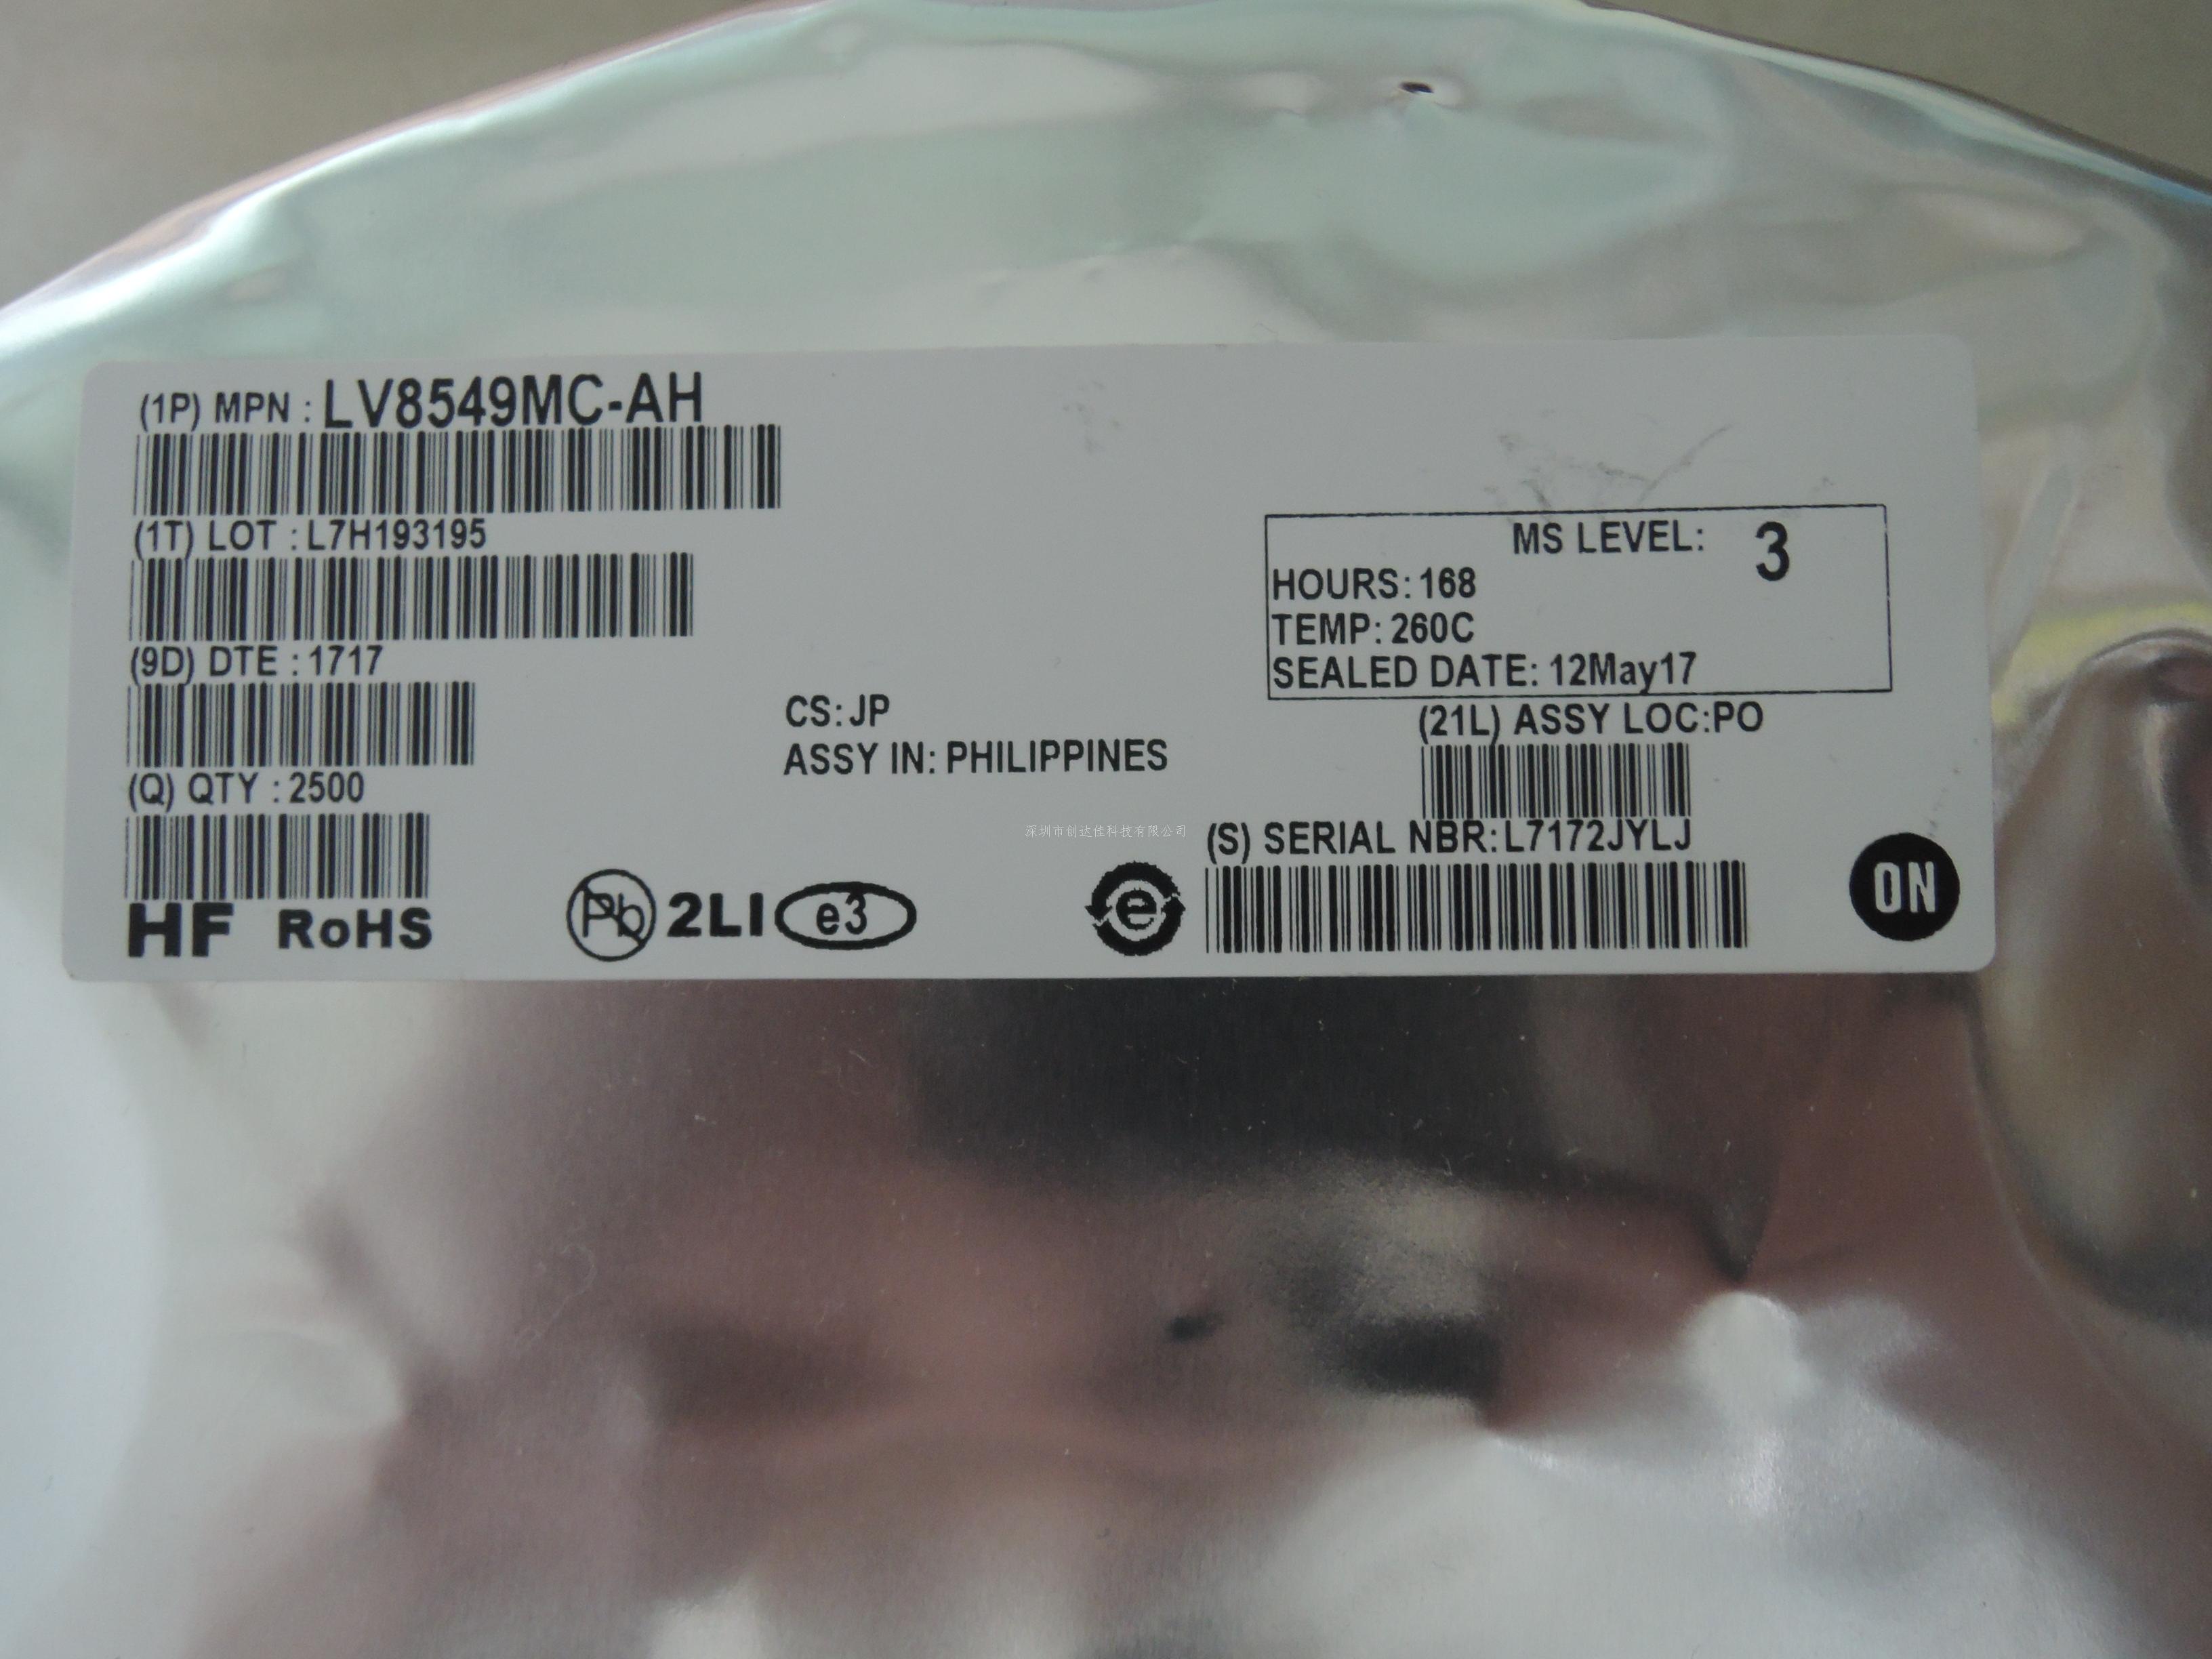 (1P) MPN : LV8549MC-AH
(1T) LOT : L7H193195
(9D) DTE : 1717
(Q) QTY : 2500
HF RoHS
Pb 2LI e3
CS: JP
ASSY IN: PHILIPPINES
MS LEVEL: 3
HOURS: 168
TEMP: 260C
SEALED DATE: 12May17
(21L) ASSY LOC:PO
深圳市创达佳科技有限公司
(S) SERIAL NBR: L7172JYLJ
e
ON